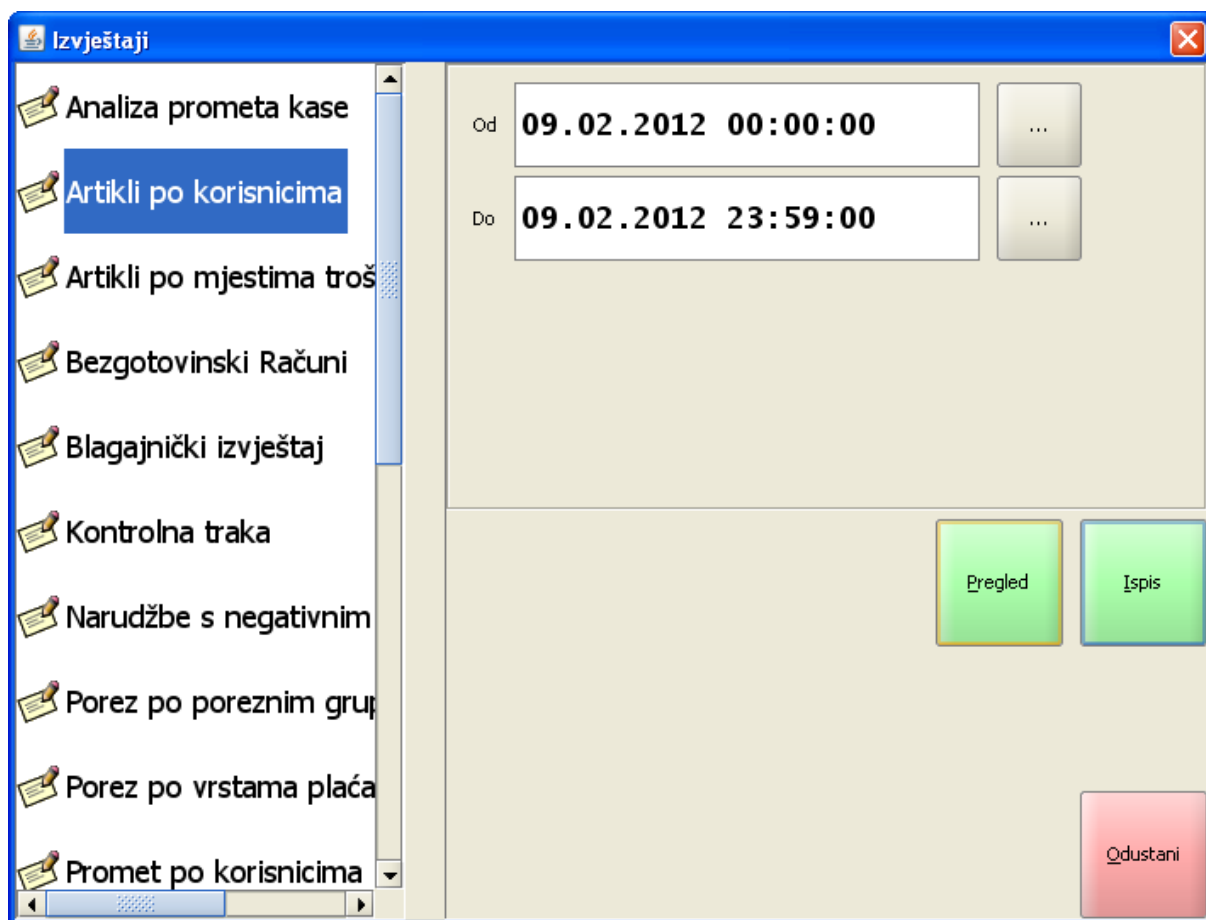 Izvještaji
Analiza prometa kase
Artikli po korisnicima
Artikli po mjestima troš
Bezgotovinski Računi
Blagajnički izvještaj
Kontrolna traka
Narudžbe s negativnim
Porez po poreznim grup
Porez po vrstama plaća
Promet po korisnicima
Od 09.02.2012 00:00:00 ...
Do 09.02.2012 23:59:00 ...
Pregled Ispis
Odustani